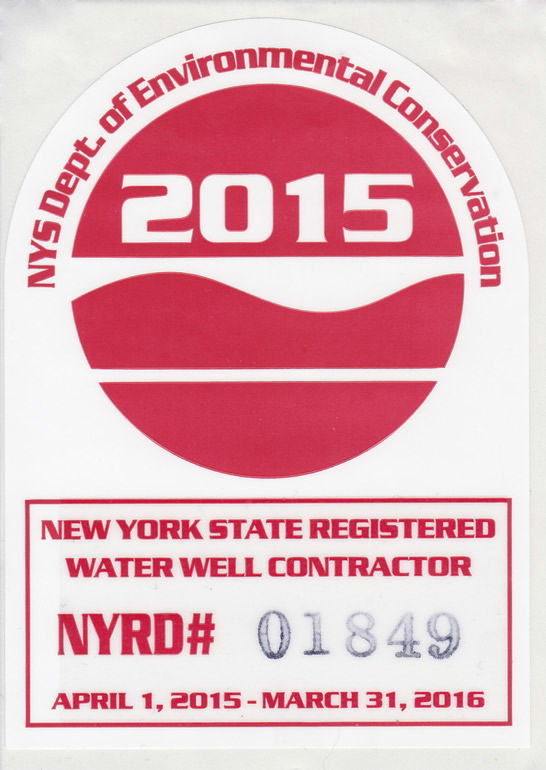 NYS Dept. of Environmental Conservation
2015
NEW YORK STATE REGISTERED
WATER WELL CONTRACTOR
NYRD# 01849
APRIL 1, 2015 - MARCH 31, 2016